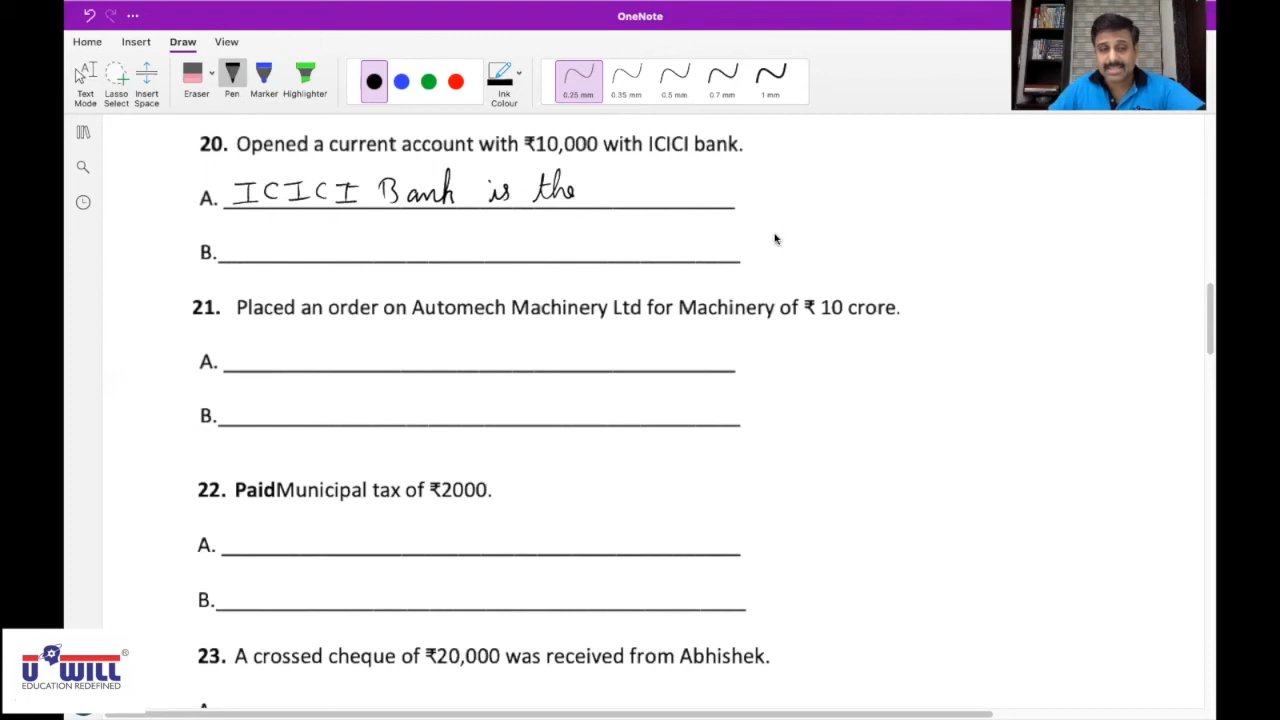 OneNote
Home Insert Draw View
Text Mode Lasso Select Insert Space Eraser Pen Marker Highlighter Ink Colour 0.25 mm 0.35 mm 0.5 mm 0.7 mm 1 mm
20. Opened a current account with ₹10,000 with ICICI bank.
A. ICICI Bank is the
B.
21. Placed an order on Automech Machinery Ltd for Machinery of ₹ 10 crore.
A.
B.
22. PaidMunicipal tax of ₹2000.
A.
B.
23. A crossed cheque of ₹20,000 was received from Abhishek.
A
U WILL ®
EDUCATION REDEFINED